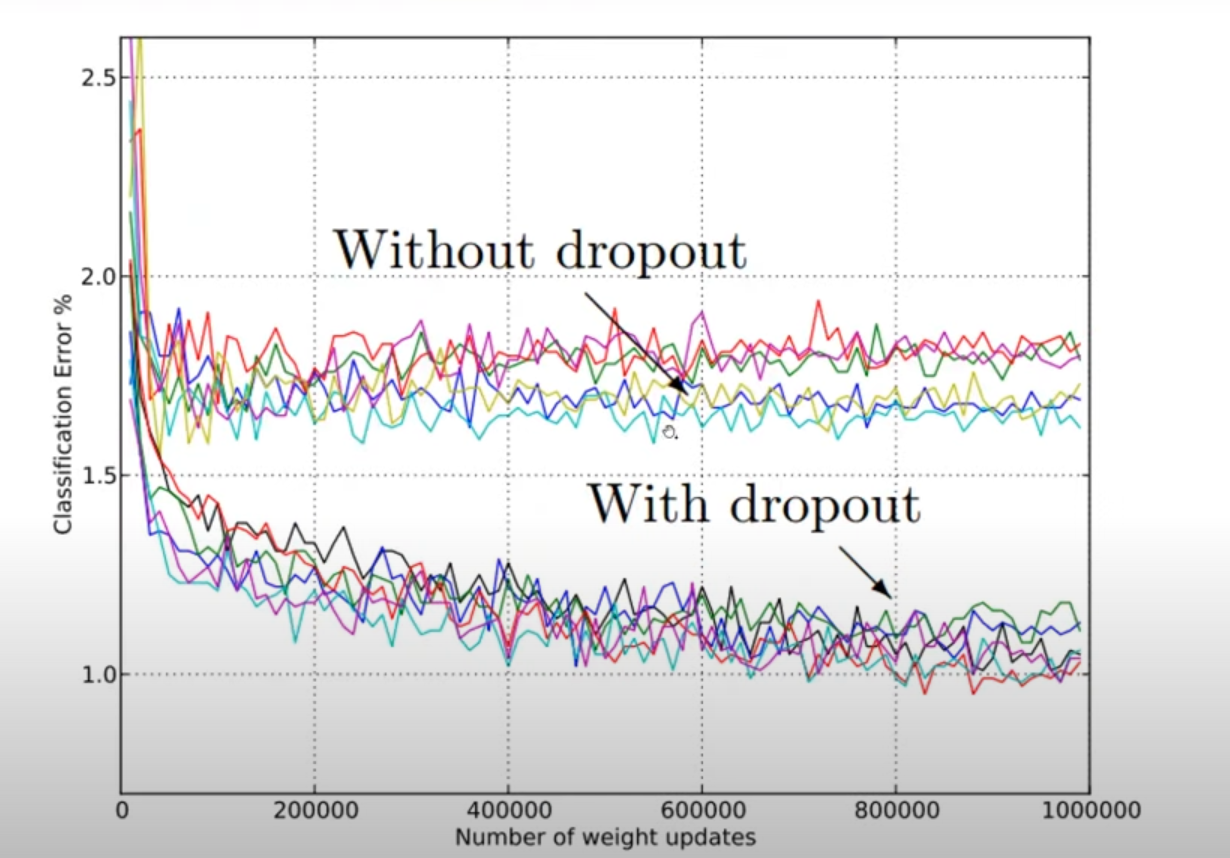 2.5
Without dropout
2.0
Classification Error %
1.5
With dropout
1.0
0 200000 400000 600000 800000 1000000
Number of weight updates